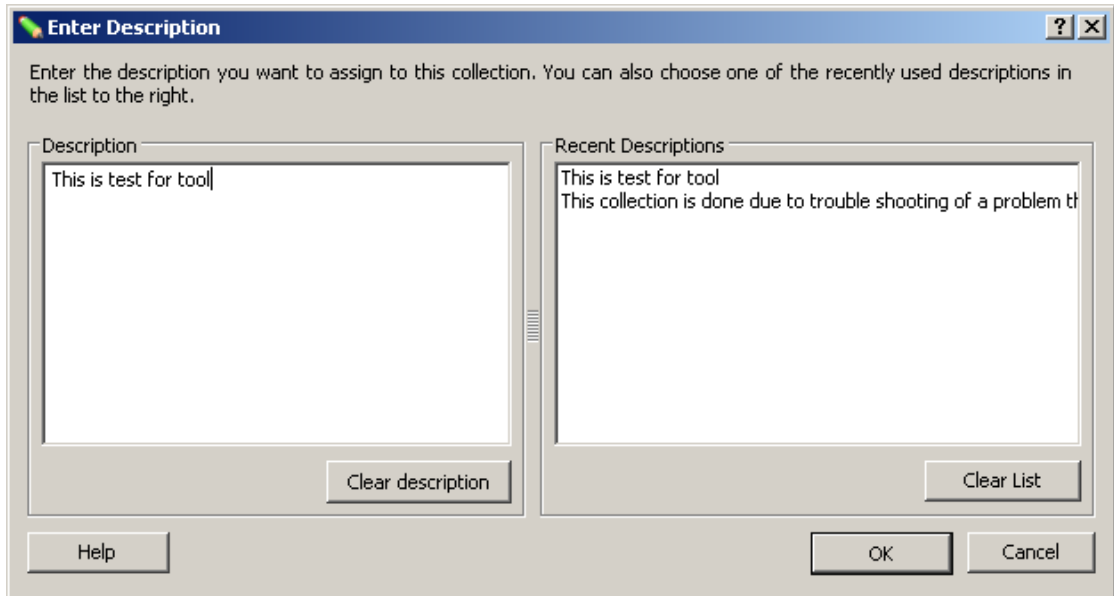 Enter Description
Enter the description you want to assign to this collection. You can also choose one of the recently used descriptions in
the list to the right.
Description
This is test for tool
Clear description
Recent Descriptions
This is test for tool
This collection is done due to trouble shooting of a problem th
Clear List
Help
OK
Cancel